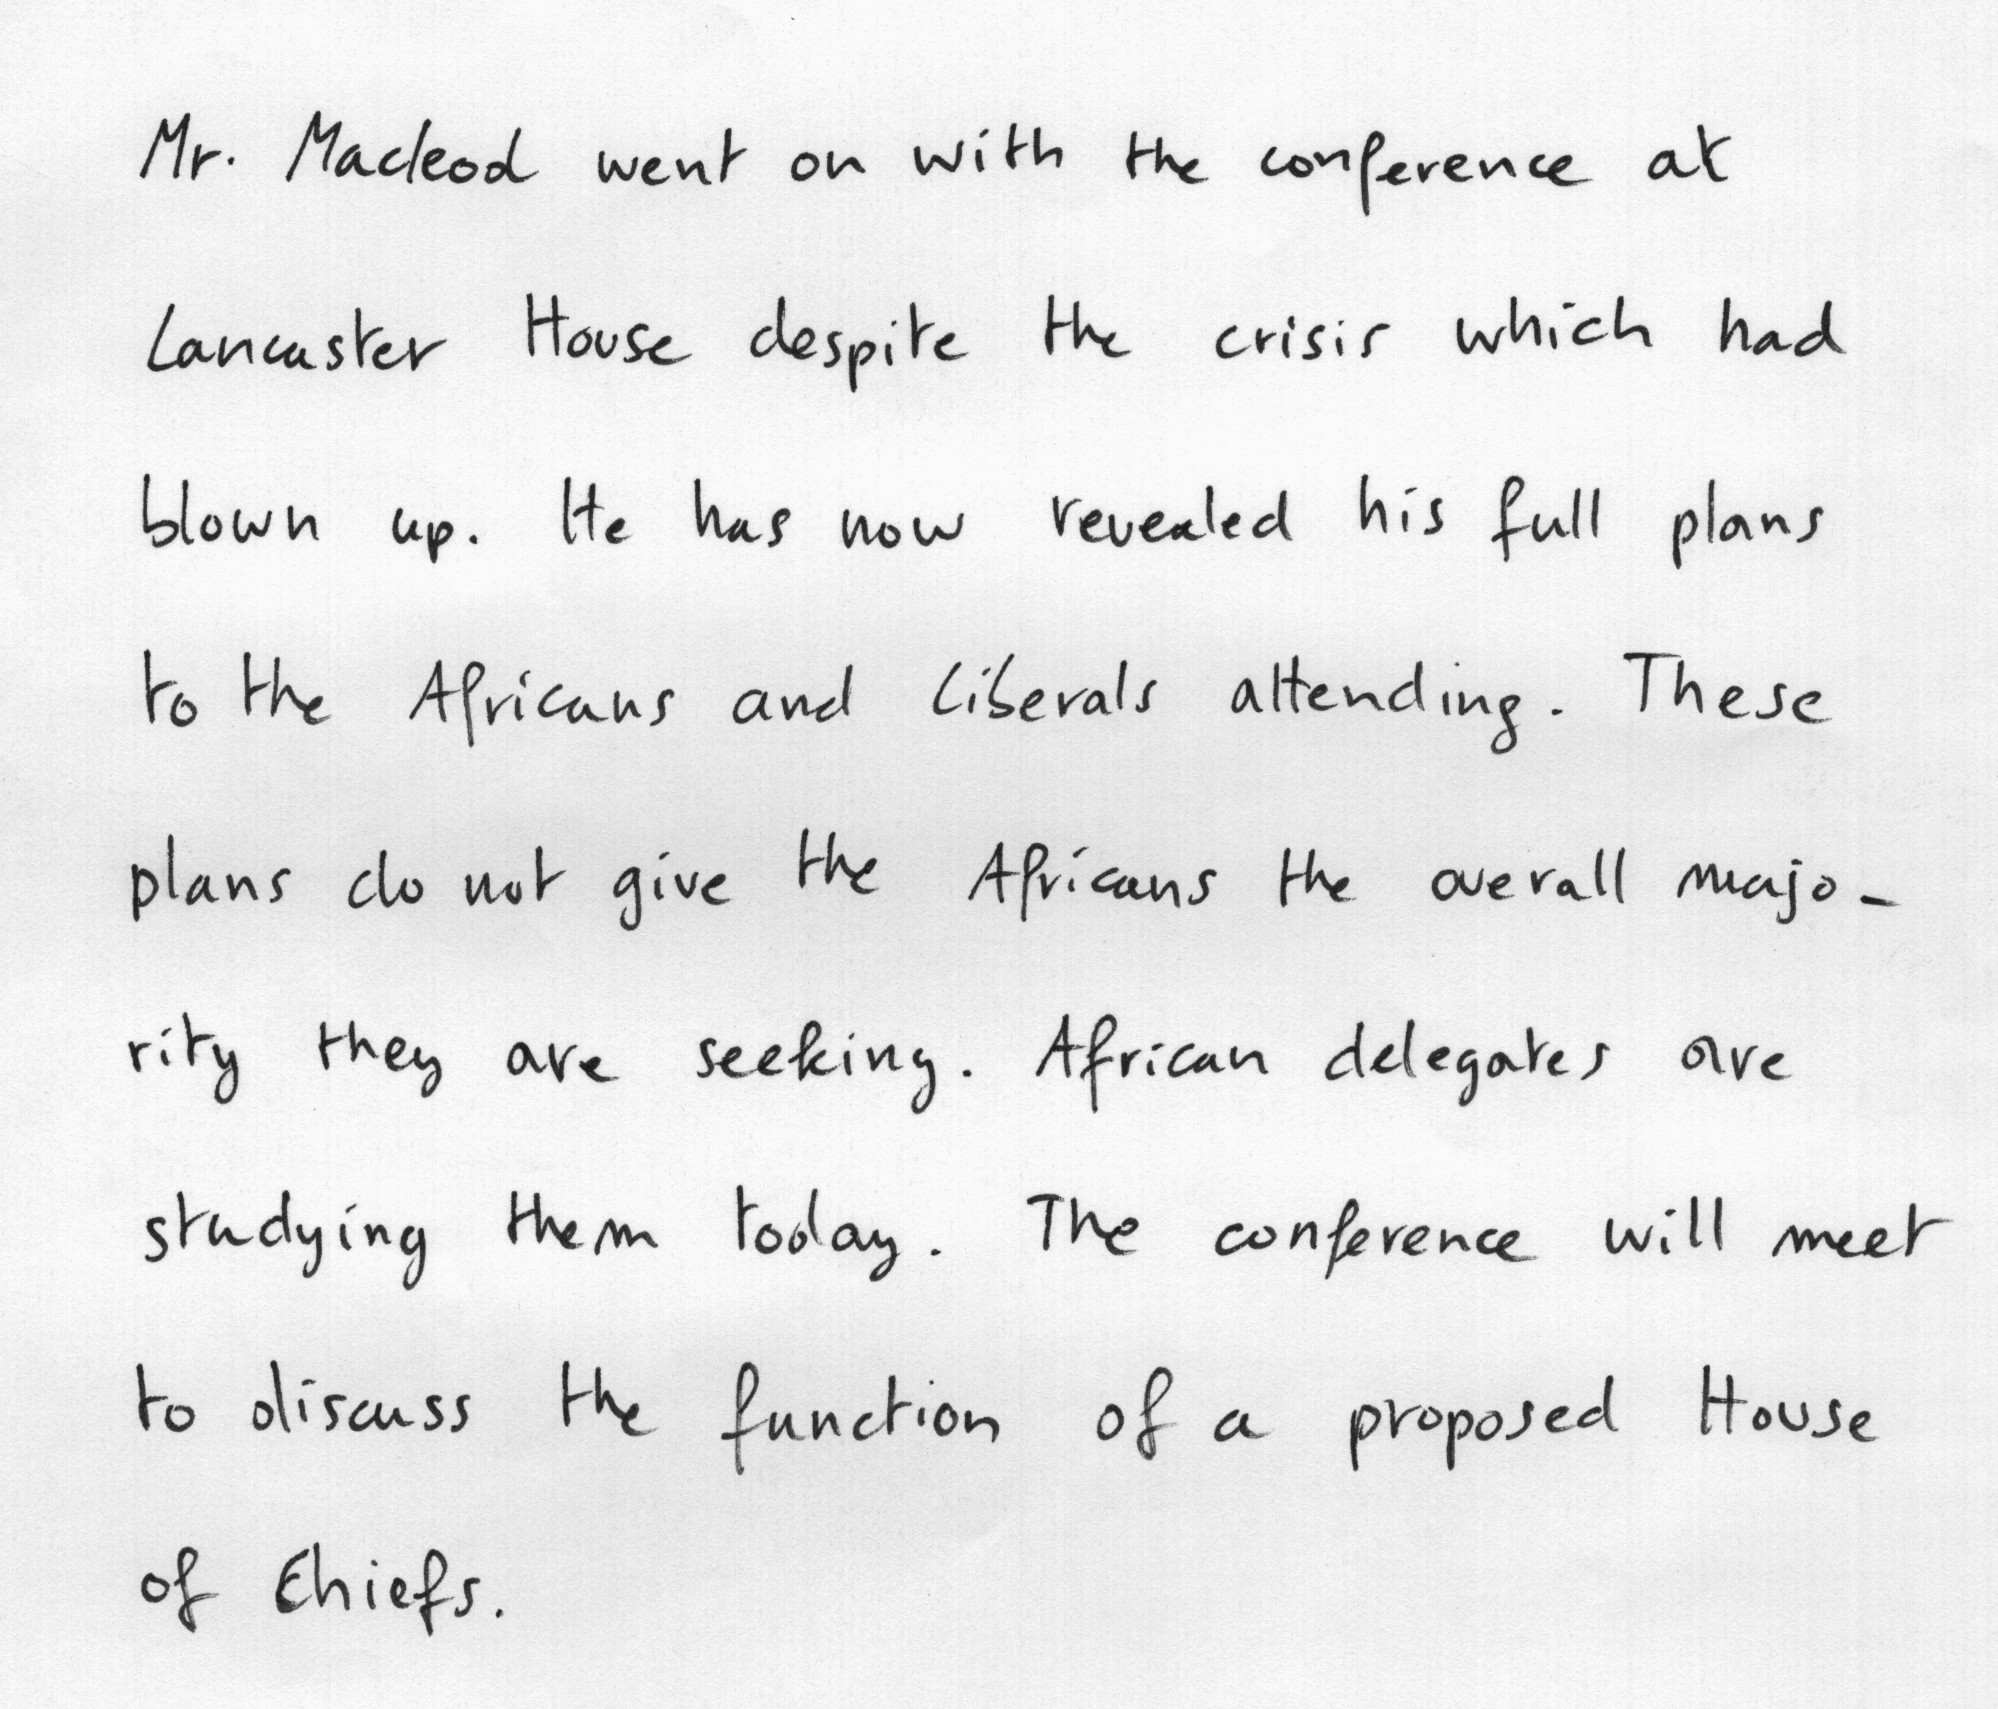 Mr. Macleod went on with the conference at
Lancaster House despite the crisis which had
blown up. He has now revealed his full plans
to the Africans and Liberals attending. These
plans do not give the Africans the overall majo-
rity they are seeking. African delegates are
studying them today. The conference will meet
to discuss the function of a proposed House
of Chiefs.